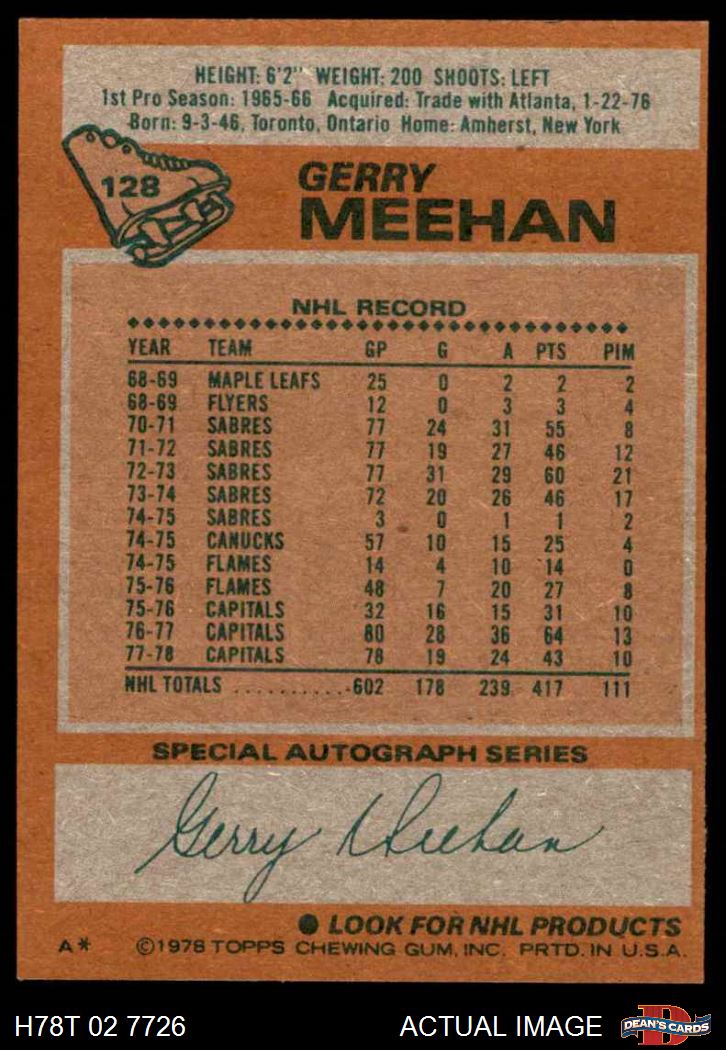 HEIGHT: 6'2" WEIGHT: 200 SHOOTS: LEFT
1st Pro Season: 1965-66 Acquired: Trade with Atlanta, 1-22-76
Born: 9-3-46, Toronto, Ontario Home: Amherst, New York
128
GERRY
MEEHAN
NHL RECORD
YEAR TEAM GP G A PTS PIM
68-69 MAPLE LEAFS 25 0 2 2 2
68-69 FLYERS 12 0 3 3 4
70-71 SABRES 77 24 31 55 8
71-72 SABRES 77 19 27 46 12
72-73 SABRES 77 31 29 60 21
73-74 SABRES 72 20 26 46 17
74-75 SABRES 3 0 1 1 2
74-75 CANUCKS 57 10 15 25 4
74-75 FLAMES 14 4 10 14 0
75-76 FLAMES 48 7 20 27 8
75-76 CAPITALS 32 16 15 31 10
76-77 CAPITALS 80 28 36 64 13
77-78 CAPITALS 78 19 24 43 10
NHL TOTALS ...........602 178 239 417 111
SPECIAL AUTOGRAPH SERIES
Gerry Meehan
● LOOK FOR NHL PRODUCTS
A* ©1978 TOPPS CHEWING GUM, INC. PRTD. IN U.S.A.
H78T 02 7726 ACTUAL IMAGE D DEAN'S CARDS